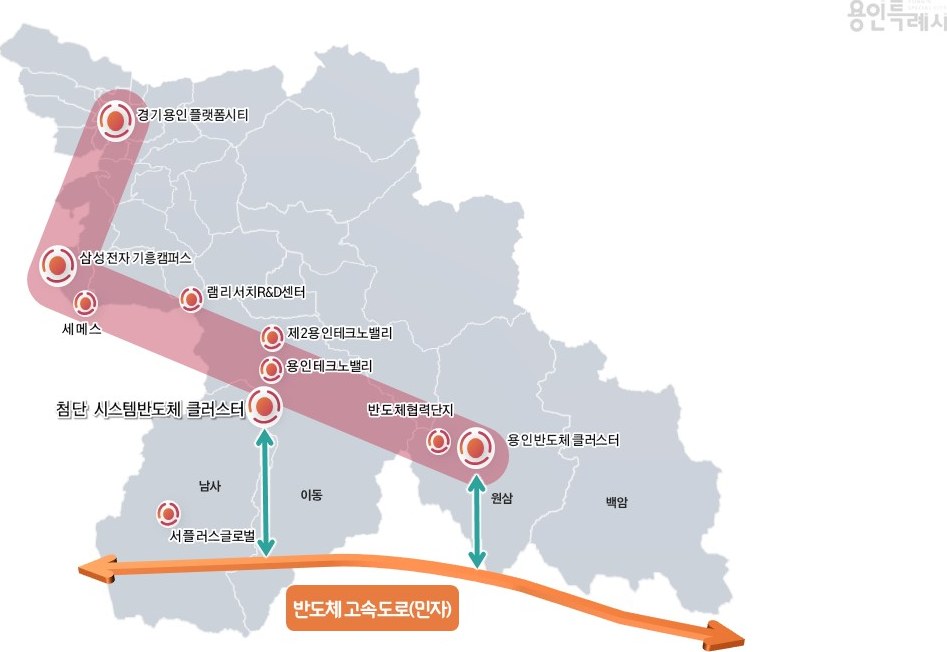 용인특례시
경기용인 플랫폼시티
삼성전자 기흥캠퍼스
램리서치R&D센터
세메스
제2용인테크노밸리
용인테크노밸리
첨단 시스템반도체 클러스터
반도체협력단지
용인반도체 클러스터
남사
이동
원삼
백암
서플러스글로벌
반도체 고속도로(민자)